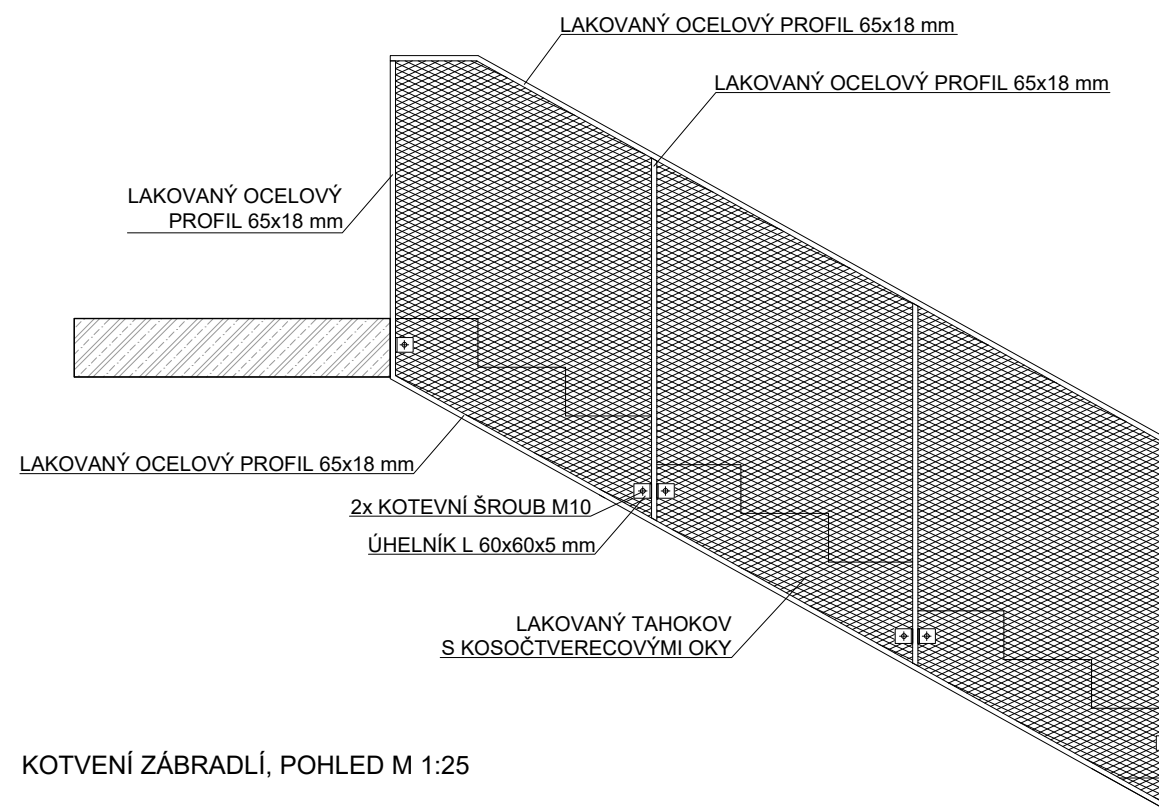 LAKOVANÝ OCELOVÝ PROFIL 65x18 mm
LAKOVANÝ OCELOVÝ PROFIL 65x18 mm
LAKOVANÝ OCELOVÝ
PROFIL 65x18 mm
LAKOVANÝ OCELOVÝ PROFIL 65x18 mm
2x KOTEVNÍ ŠROUB M10
ÚHELNÍK L 60x60x5 mm
LAKOVANÝ TAHOKOV
S KOSOČTVERECOVÝMI OKY
KOTVENÍ ZÁBRADLÍ, POHLED M 1:25